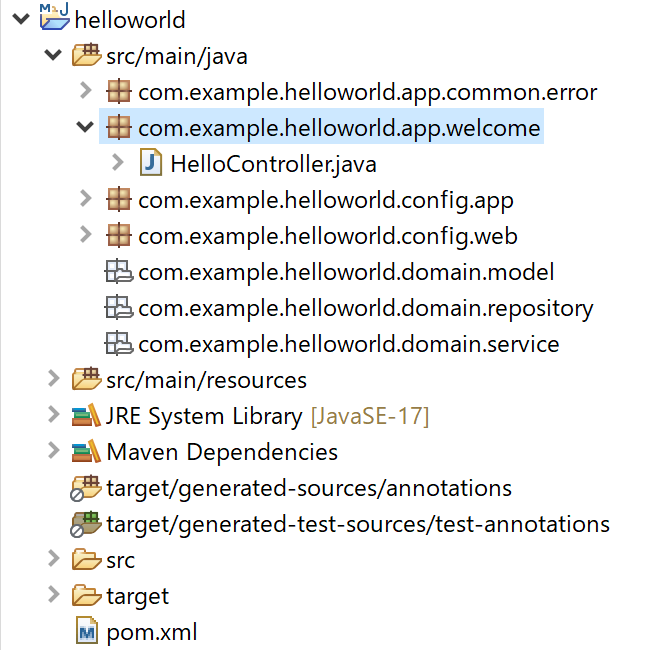 helloworld
src/main/java
com.example.helloworld.app.common.error
com.example.helloworld.app.welcome
HelloController.java
com.example.helloworld.config.app
com.example.helloworld.config.web
com.example.helloworld.domain.model
com.example.helloworld.domain.repository
com.example.helloworld.domain.service
src/main/resources
JRE System Library [JavaSE-17]
Maven Dependencies
target/generated-sources/annotations
target/generated-test-sources/test-annotations
src
target
pom.xml